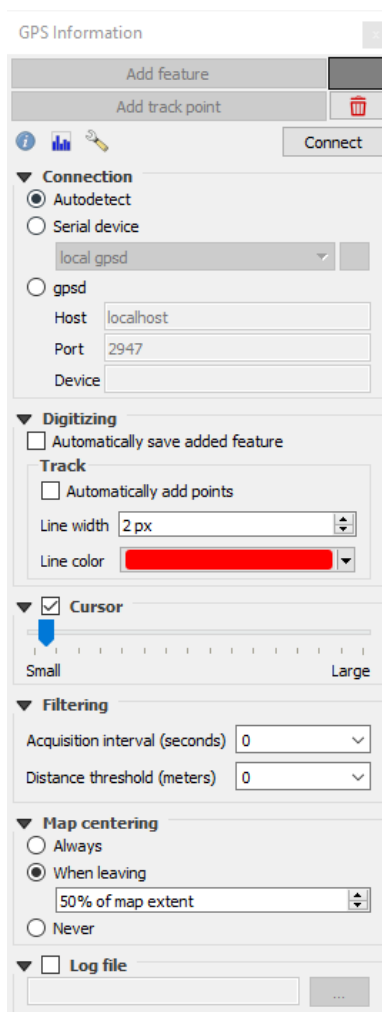 GPS Information
Add feature
Add track point
Connect
Connection
Autodetect
Serial device
local gpsd
gpsd
Host localhost
Port 2947
Device
Digitizing
Automatically save added feature
Track
Automatically add points
Line width 2 px
Line color
Cursor
Small Large
Filtering
Acquisition interval (seconds) 0
Distance threshold (meters) 0
Map centering
Always
When leaving
50% of map extent
Never
Log file
...